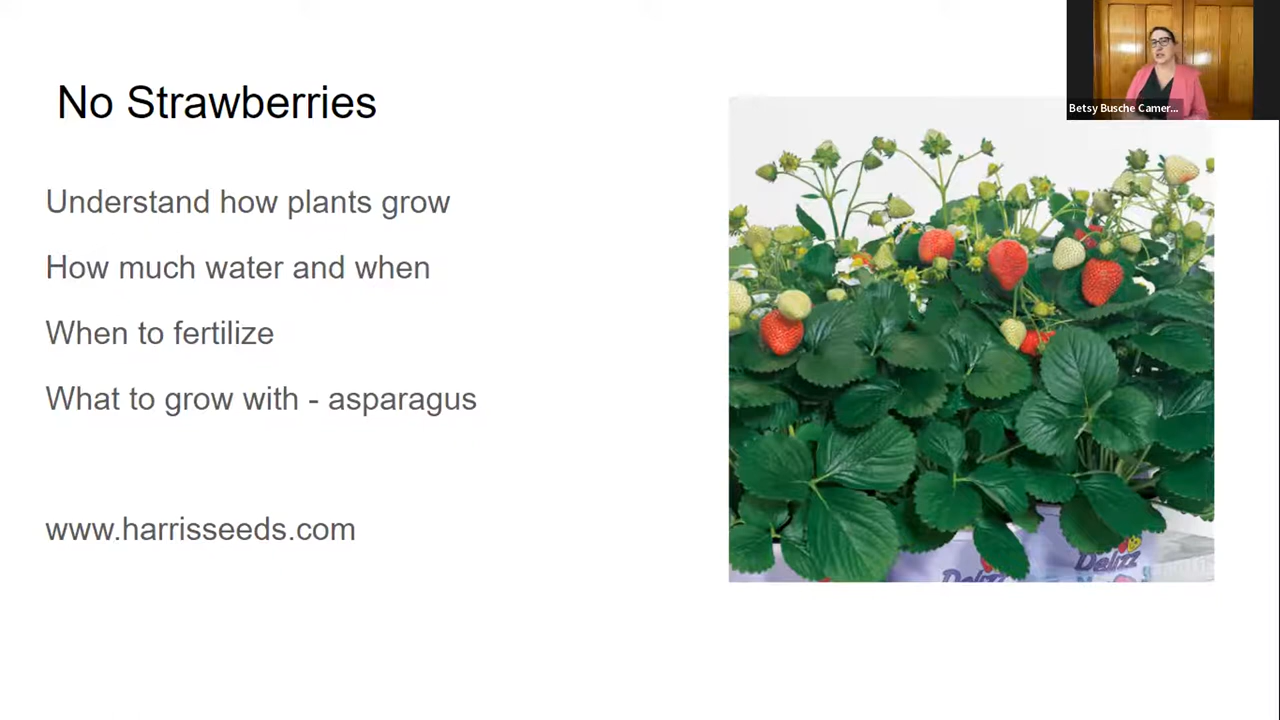 No Strawberries
Understand how plants grow
How much water and when
When to fertilize
What to grow with - asparagus
www.harrisseeds.com
Betsy Busche Camer...
Delizz
Delizz